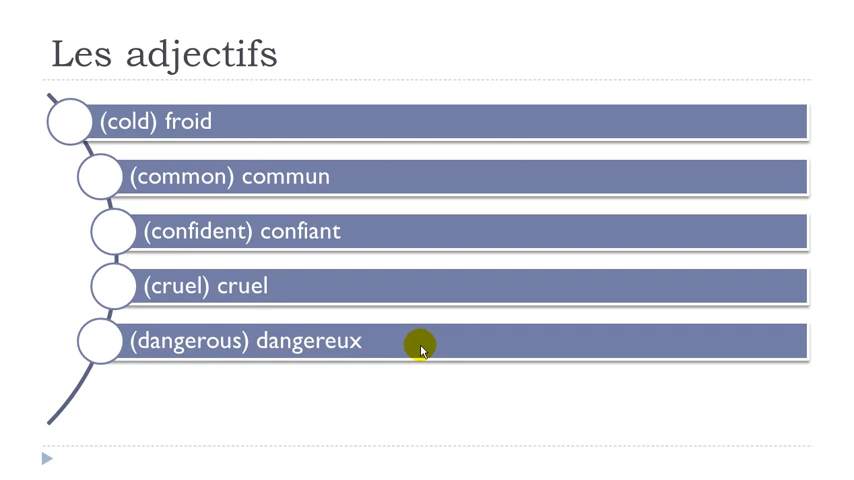 Les adjectifs
(cold) froid
(common) commun
(confident) confiant
(cruel) cruel
(dangerous) dangereux